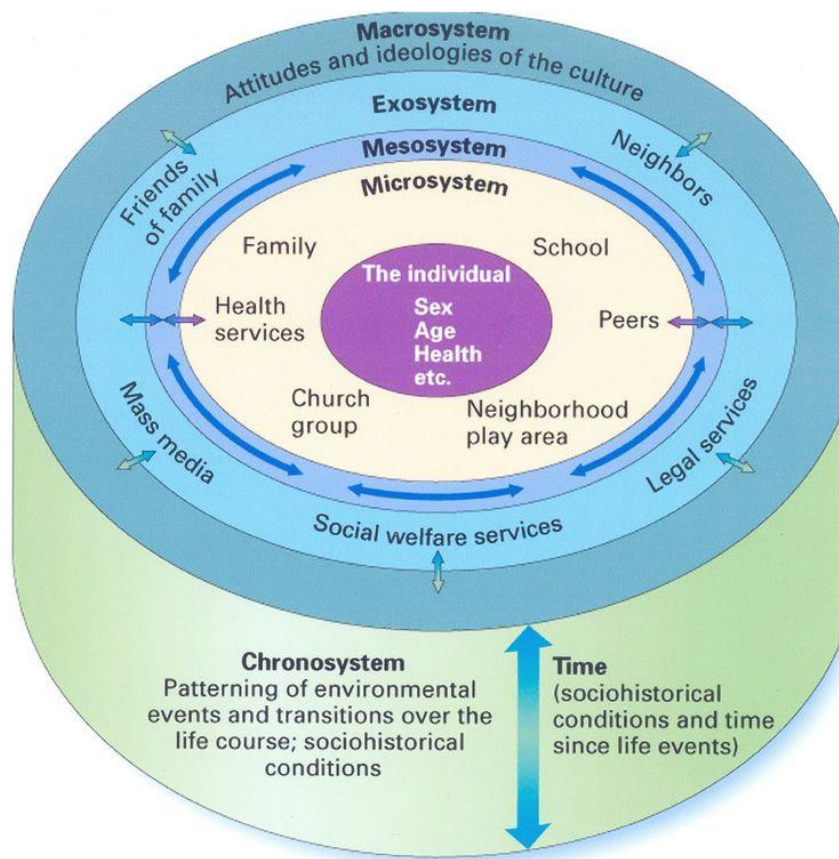 Macrosystem
Attitudes and ideologies of the culture
Exosystem
Mesosystem
Microsystem
Friends
of family
Neighbors
Family
School
The individual
Sex
Age
Health
etc.
Health
services
Peers
Church
group
Neighborhood
play area
Mass media
Legal services
Social welfare services
Chronosystem
Patterning of environmental
events and transitions over the
life course; sociohistorical
conditions
Time
(sociohistorical
conditions and time
since life events)